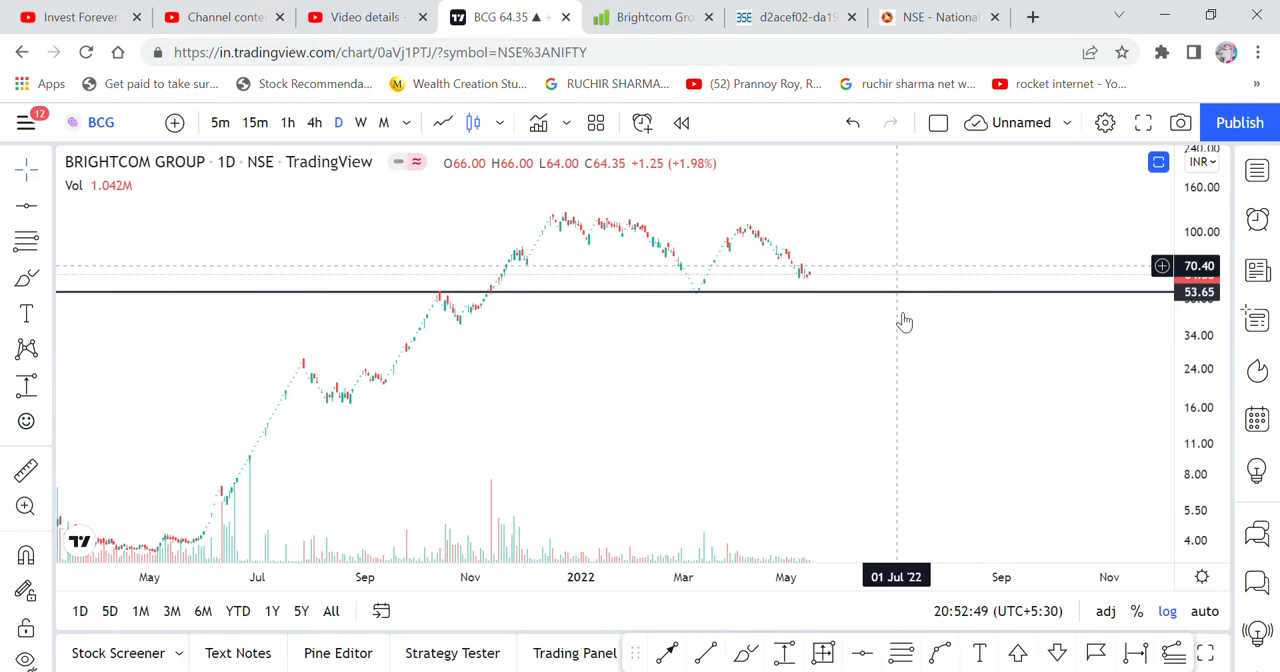 Invest Forever
Channel conte
Video details -
BCG 64.35 ▲ +
Brightcom Gro
d2acef02-da19
NSE - National
https://in.tradingview.com/chart/0aVj1PTJ/?symbol=NSE%3ANIFTY
Apps
Get paid to take sur...
Stock Recommenda...
Wealth Creation Stu...
RUCHIR SHARMA...
(52) Prannoy Roy, R...
ruchir sharma net w...
rocket internet - Yo...
12
BCG
5m 15m 1h 4h D W M
Unnamed
Publish
BRIGHTCOM GROUP · 1D · NSE · TradingView
O66.00 H66.00 L64.00 C64.35 +1.25 (+1.98%)
Vol 1.042M
240.00
INR
160.00
100.00
70.40
53.65
34.00
24.00
16.00
11.00
8.00
5.50
4.00
May Jul Sep Nov 2022 Mar May 01 Jul '22 Sep Nov
1D 5D 1M 3M 6M YTD 1Y 5Y All
20:52:49 (UTC+5:30)
adj % log auto
Stock Screener
Text Notes
Pine Editor
Strategy Tester
Trading Panel